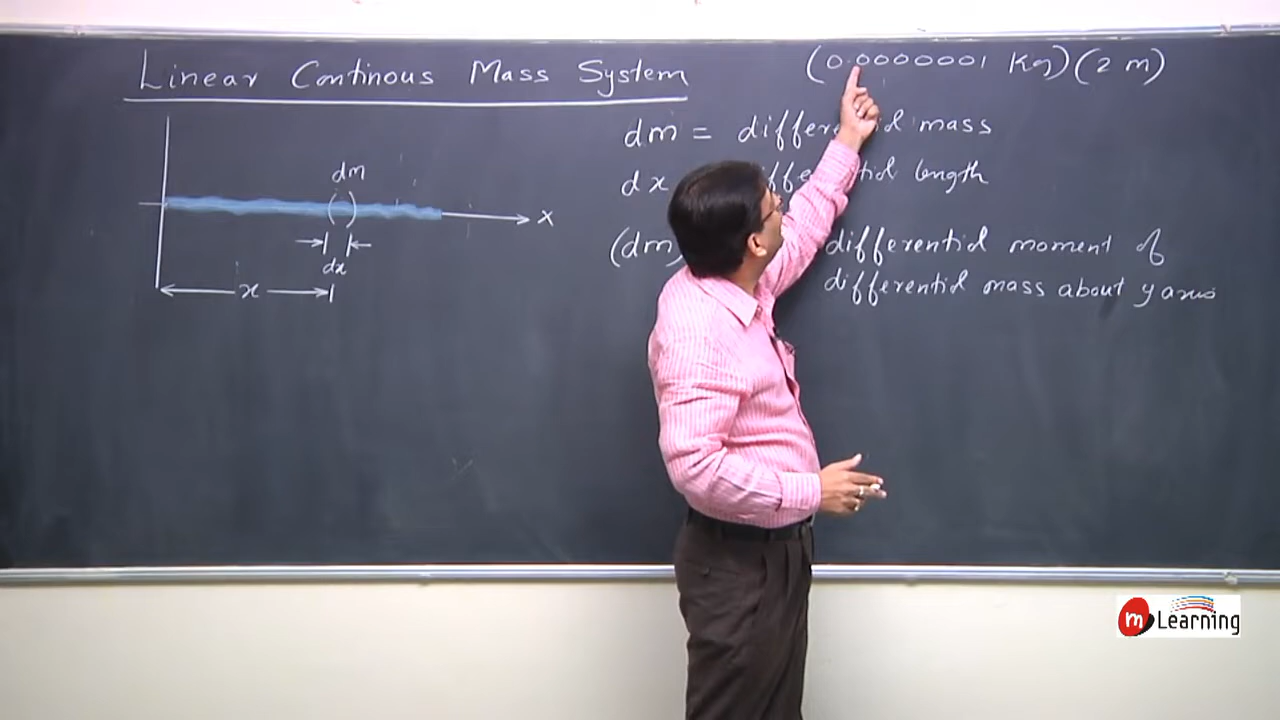 Linear Continous Mass System
(0.0000001 Kg)(2 m)
dm = differential mass
dx length
(dm) differential moment of
differential mass about y axis
dm
( )
x
dx
x
m Learning